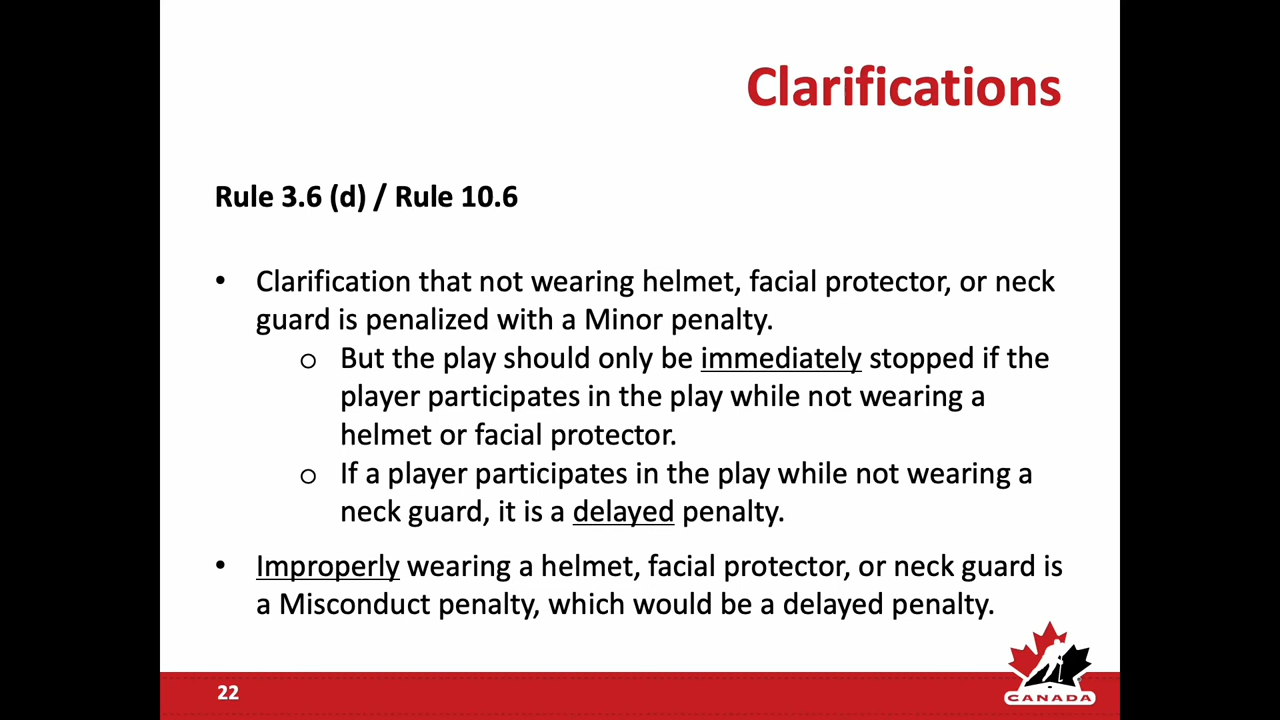 Clarifications
Rule 3.6 (d) / Rule 10.6
• Clarification that not wearing helmet, facial protector, or neck
guard is penalized with a Minor penalty.
o But the play should only be immediately stopped if the
player participates in the play while not wearing a
helmet or facial protector.
o If a player participates in the play while not wearing a
neck guard, it is a delayed penalty.
• Improperly wearing a helmet, facial protector, or neck guard is
a Misconduct penalty, which would be a delayed penalty.
22
CANADA